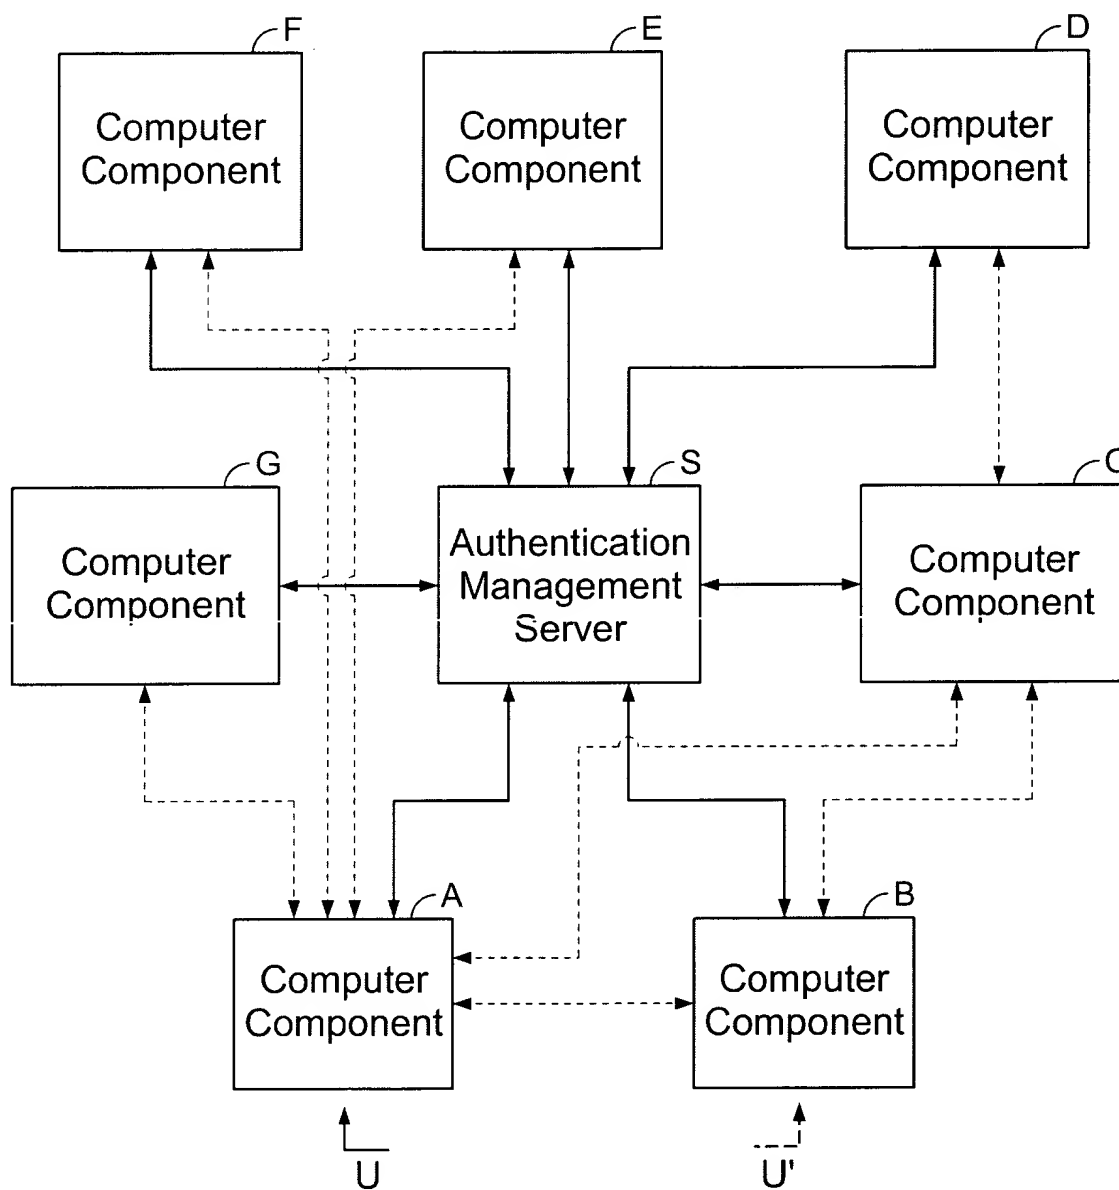 F
E
D
Computer
Component
Computer
Component
Computer
Component
G
S
C
Computer
Component
Authentication
Management
Server
Computer
Component
A
B
Computer
Component
Computer
Component
U
U'